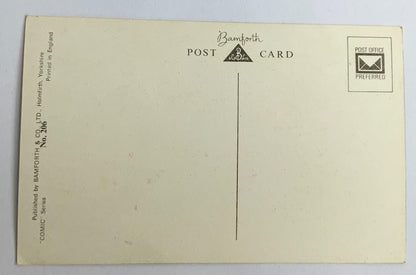 Bamforth
POST CARD
B
POST OFFICE
PREFERRED
Published by BAMFORTH & CO. LTD. Holmfirth, Yorkshire
"COMIC" Series
No. 206
Printed in England